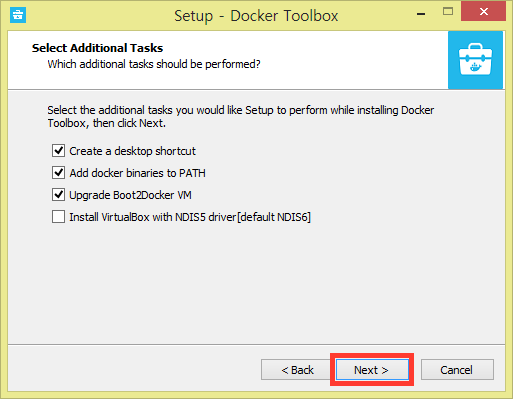 Setup - Docker Toolbox
Select Additional Tasks
Which additional tasks should be performed?
Select the additional tasks you would like Setup to perform while installing Docker
Toolbox, then click Next.
Create a desktop shortcut
Add docker binaries to PATH
Upgrade Boot2Docker VM
Install VirtualBox with NDIS5 driver[default NDIS6]
< Back
Next >
Cancel